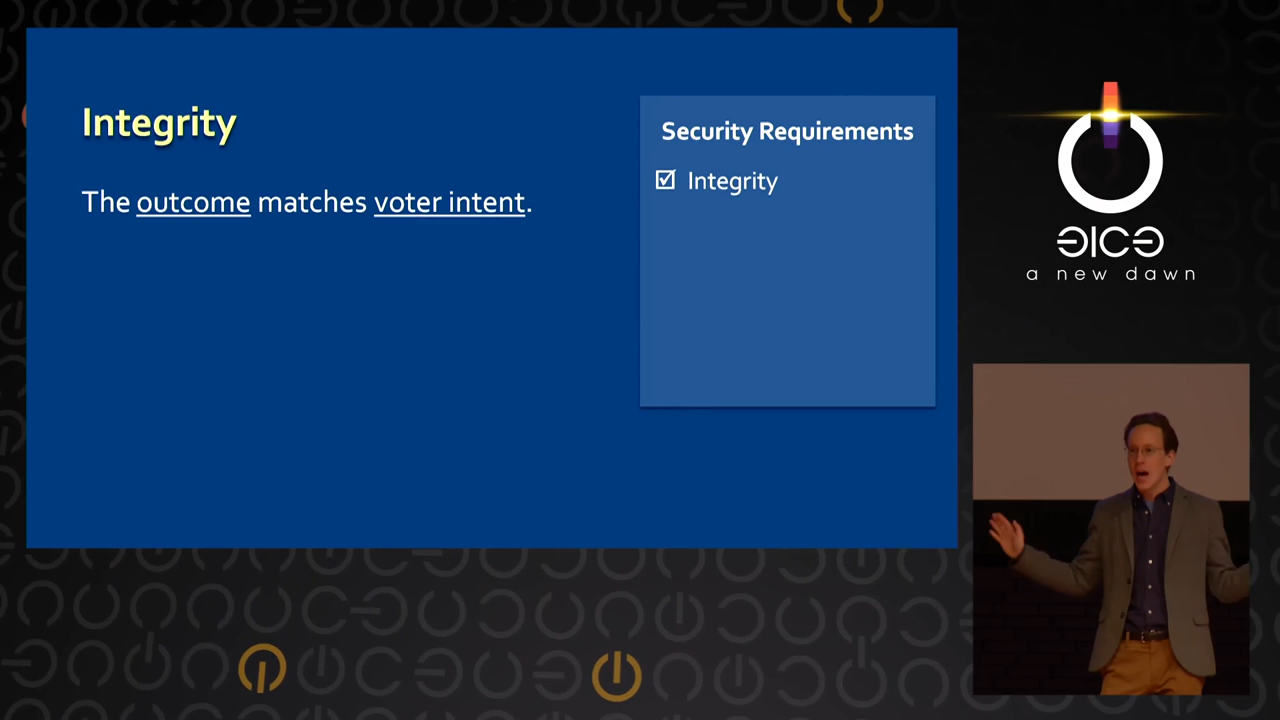 Integrity
The outcome matches voter intent.
Security Requirements
☑ Integrity
a new dawn